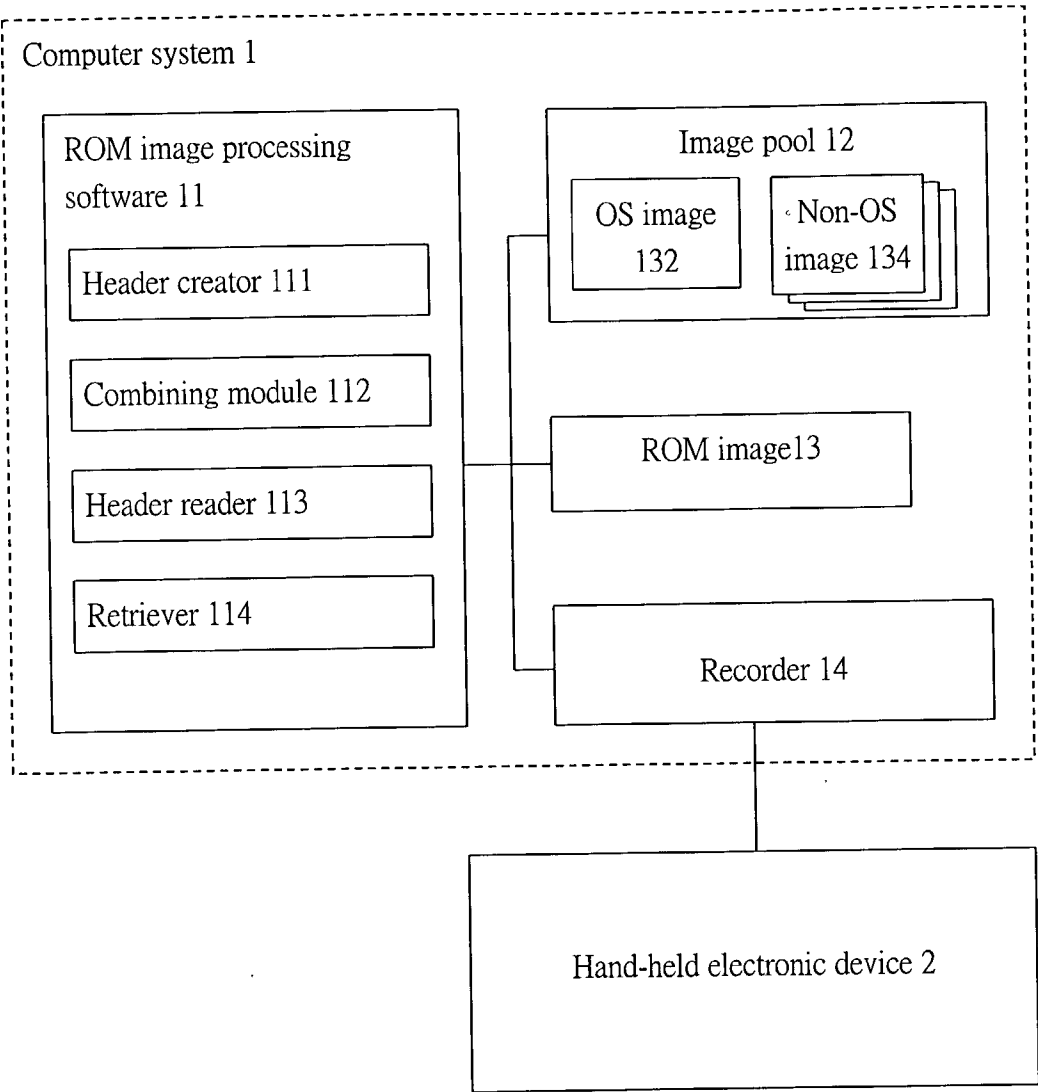 Computer system 1
ROM image processing
software 11
Header creator 111
Combining module 112
Header reader 113
Retriever 114
Image pool 12
OS image
132
Non-OS
image 134
ROM image13
Recorder 14
Hand-held electronic device 2